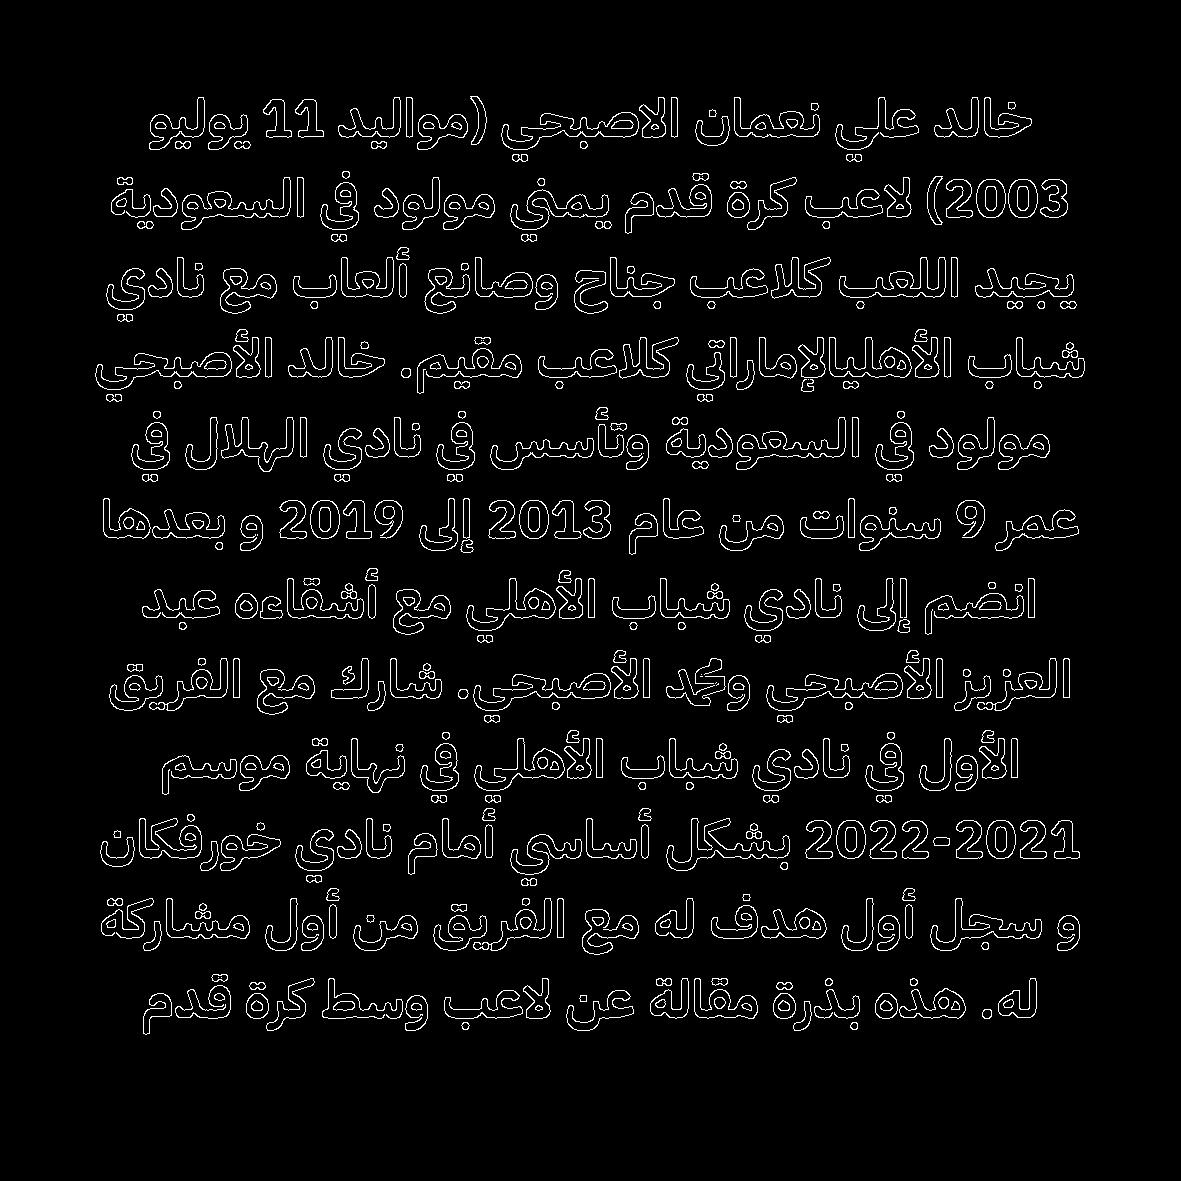 خالد علي نعمان الاصبحي (مواليد 11 يوليو
2003) لاعب كرة قدم يمني مولود في السعودية
يجيد اللعب كلاعب جناح وصانع ألعاب مع نادي
شباب الأهليالإماراتي كلاعب مقيم. خالد الأصبحي
مولود في السعودية وتأسس في نادي الهلال في
عمر 9 سنوات من عام 2013 إلى 2019 و بعدها
انضم إلى نادي شباب الأهلي مع أشقاءه عبد
العزيز الأصبحي ومحمد الأصبحي. شارك مع الفريق
الأول في نادي شباب الأهلي في نهاية موسم
2021-2022 بشكل أساسي أمام نادي خورفكان
و سجل أول هدف له مع الفريق من أول مشاركة
له. هذه بذرة مقالة عن لاعب وسط كرة قدم